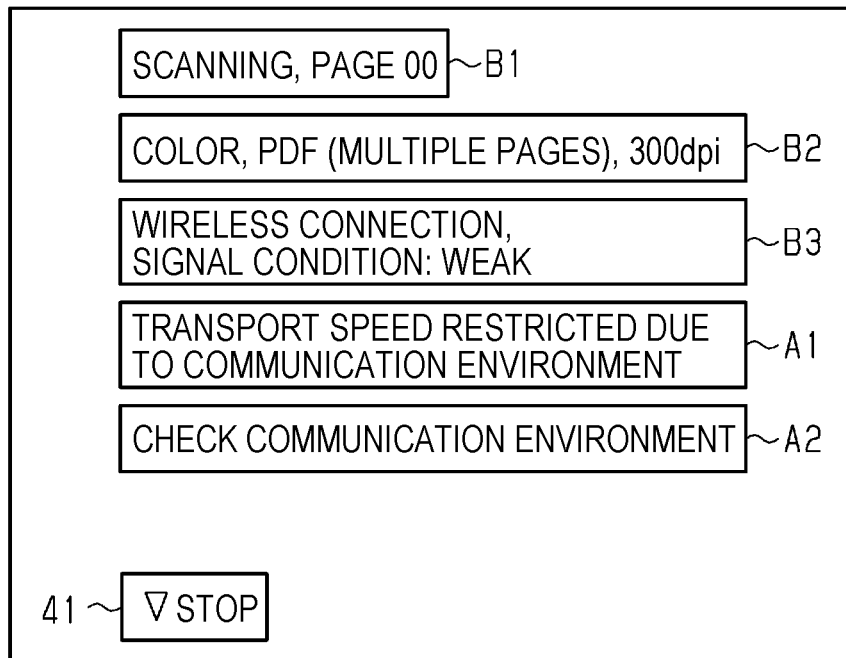 SCANNING, PAGE 00 B1
COLOR, PDF (MULTIPLE PAGES), 300dpi B2
WIRELESS CONNECTION,
SIGNAL CONDITION: WEAK B3
TRANSPORT SPEED RESTRICTED DUE
TO COMMUNICATION ENVIRONMENT A1
CHECK COMMUNICATION ENVIRONMENT A2
41 ▽ STOP